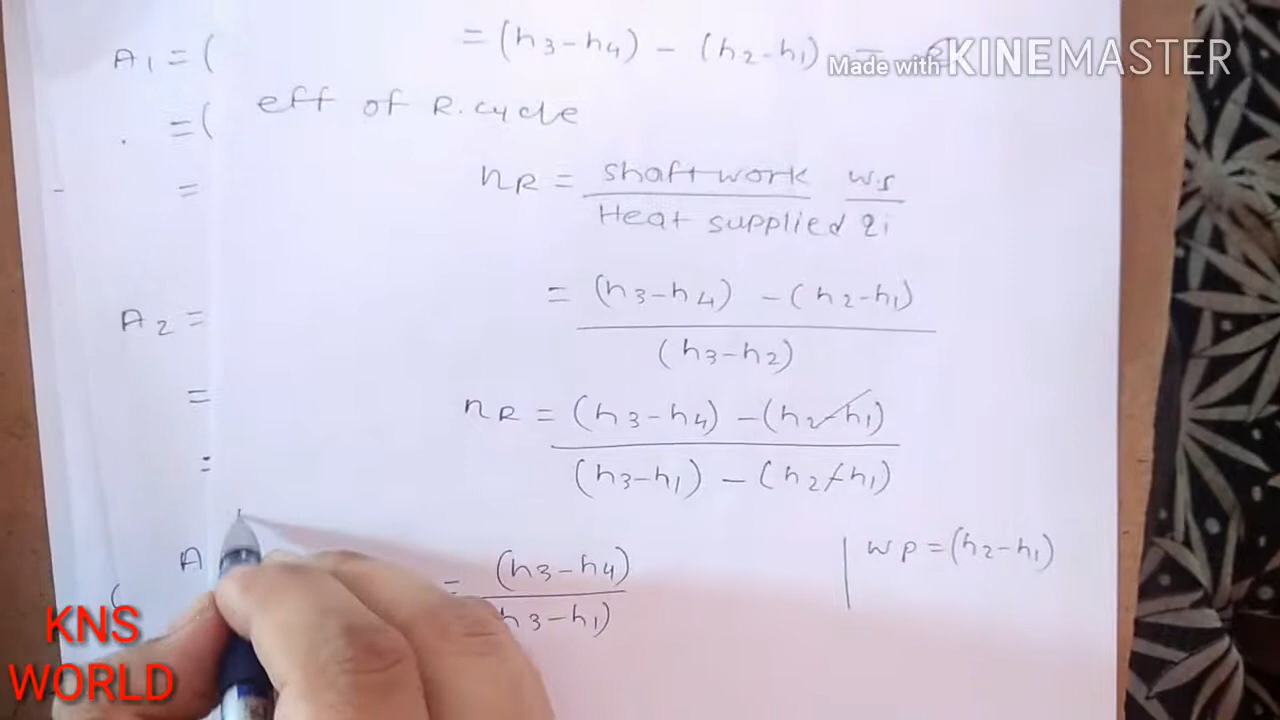 A1 = ( = (h3-h4) - (h2-h1) Made with KINEMASTER
. = ( eff of R.cycle
- = nR = shaft work / Heat supplied ws / qi
A2 = = (h3-h4) - (h2-h1) / (h3-h2)
= nR = (h3-h4) - (h2-h1) / (h3-h1) - (h2-h1)
:
A = (h3-h4) / h3-h1) | wp = (h2-h1)
(
KNS
WORLD